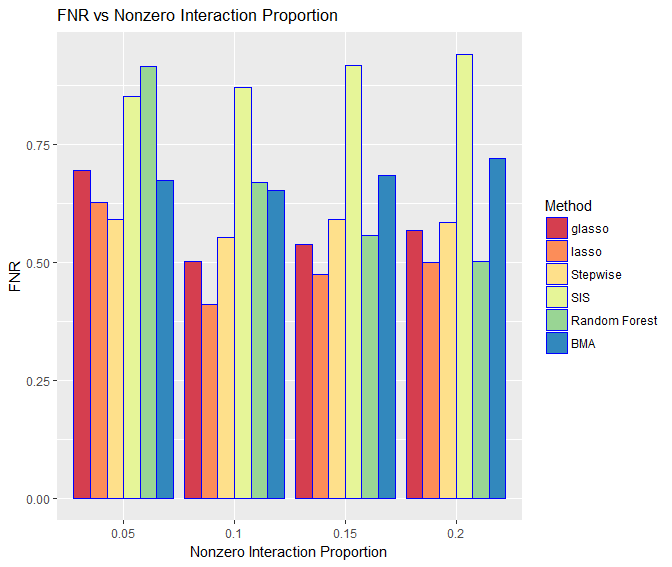 FNR vs Nonzero Interaction Proportion
FNR
0.75
0.50
0.25
0.00
0.05
0.1
0.15
0.2
Nonzero Interaction Proportion
Method
glasso
lasso
Stepwise
SIS
Random Forest
BMA